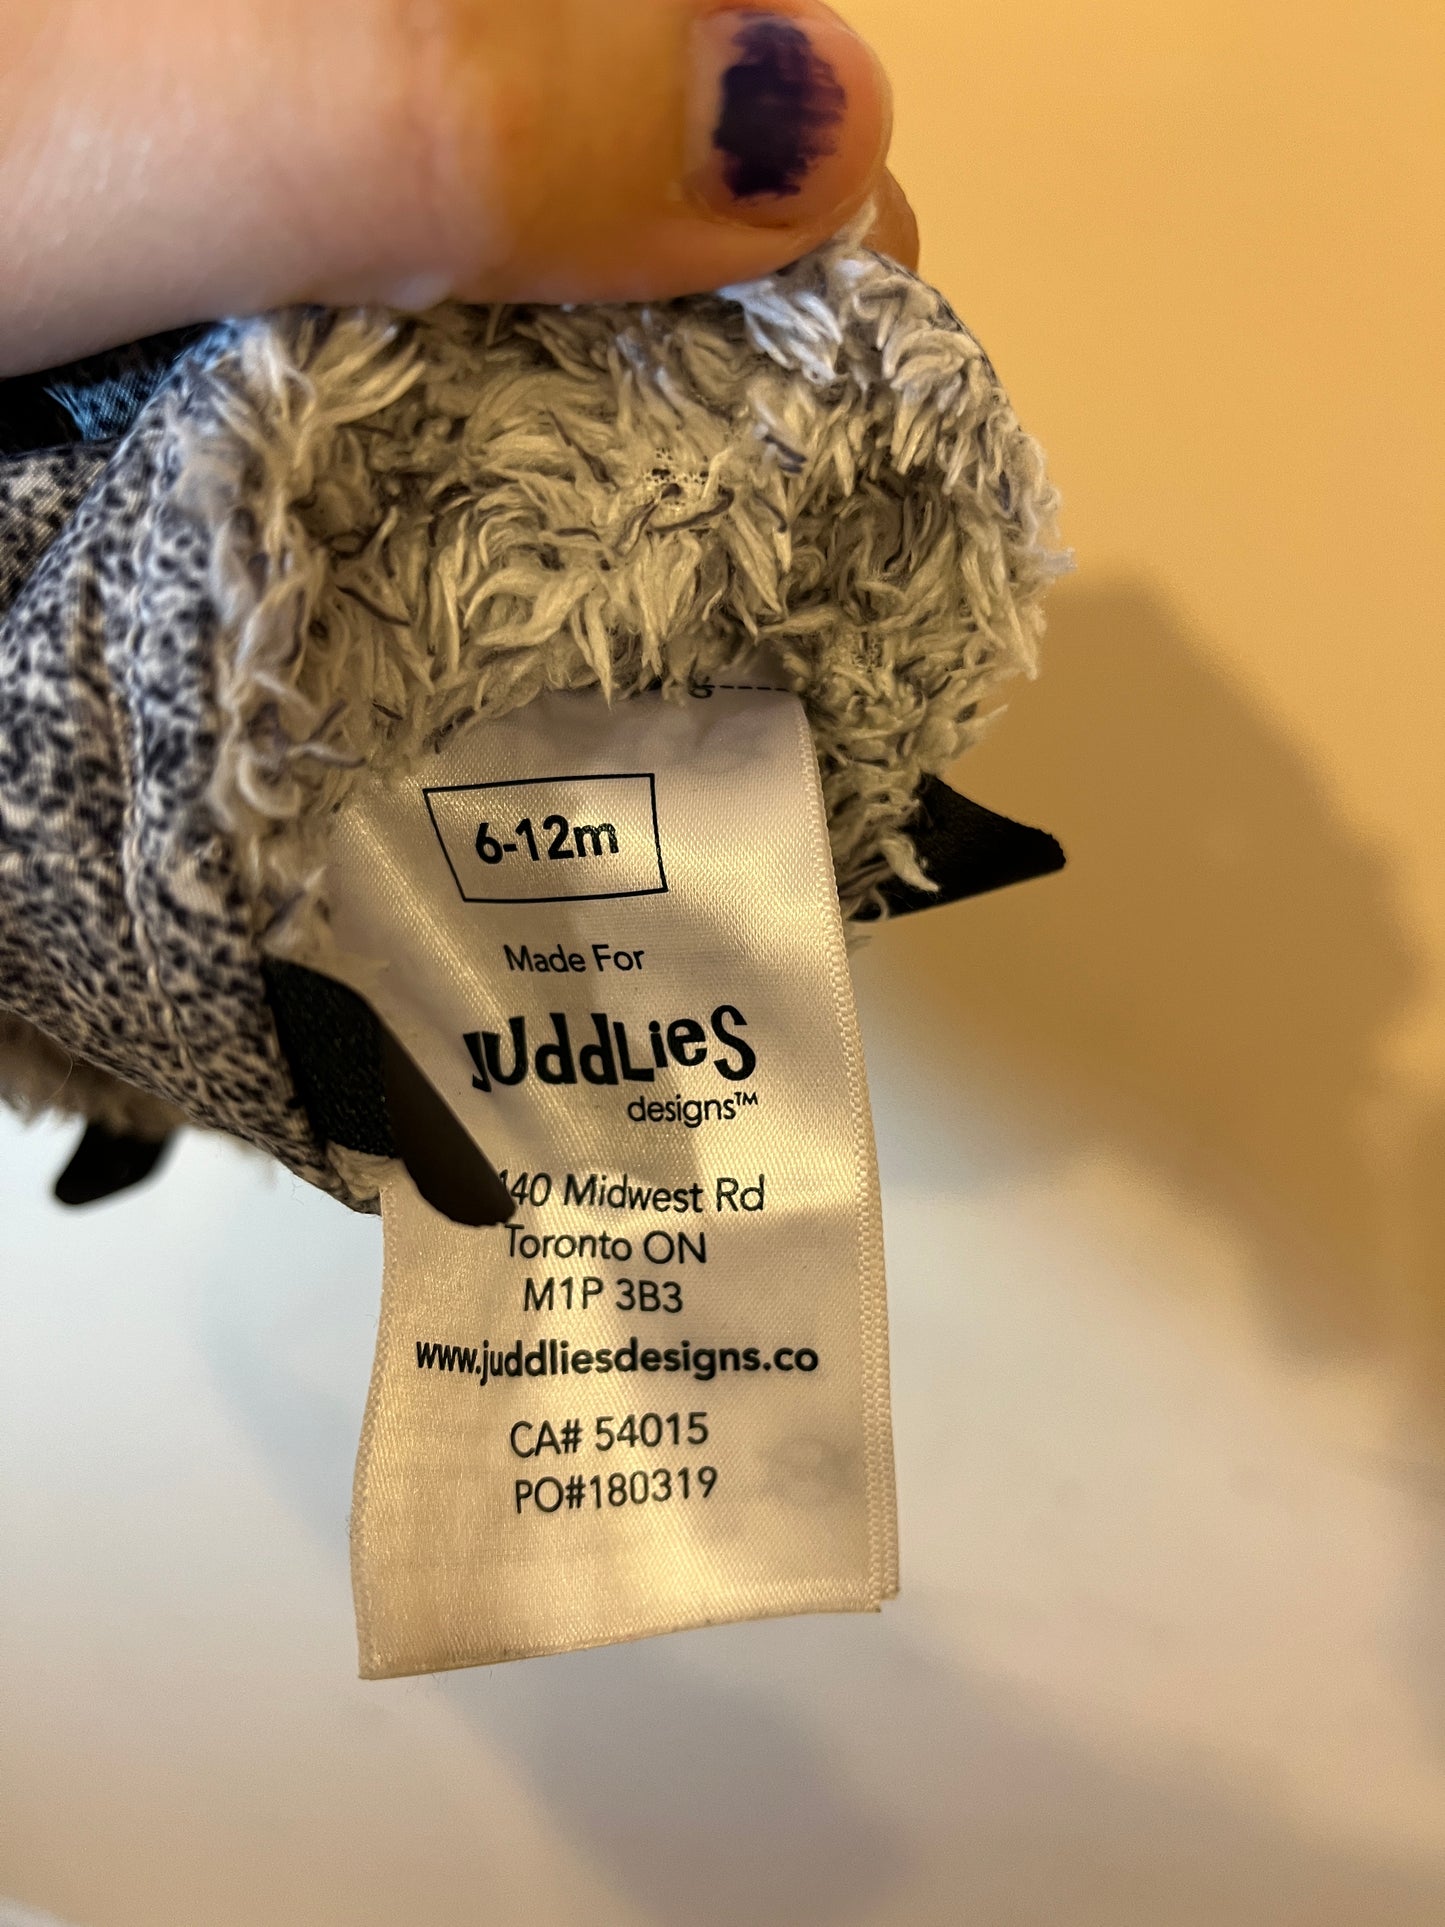 6-12m
Made For
JUddLieS
designs™
40 Midwest Rd
Toronto ON
M1P 3B3
www.juddliesdesigns.co
CA# 54015
PO#180319